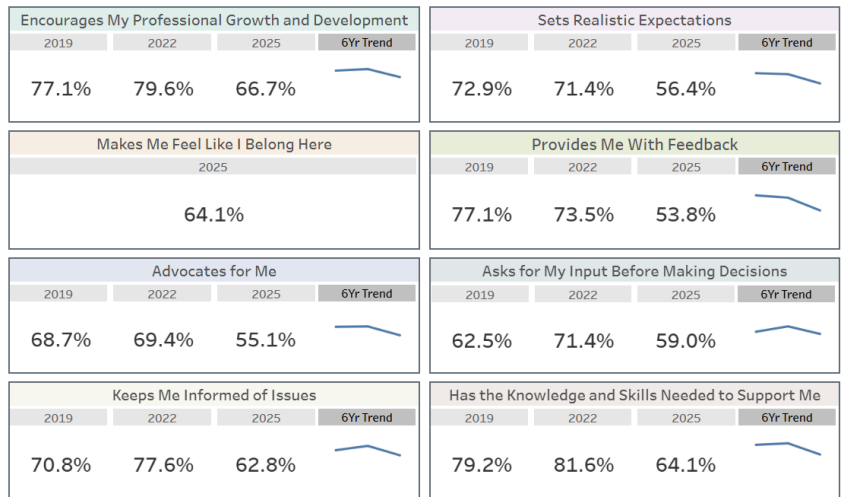 Encourages My Professional Growth and Development
2019 2022 2025 6Yr Trend
77.1% 79.6% 66.7%
Sets Realistic Expectations
2019 2022 2025 6Yr Trend
72.9% 71.4% 56.4%
Makes Me Feel Like I Belong Here
2025
64.1%
Provides Me With Feedback
2019 2022 2025 6Yr Trend
77.1% 73.5% 53.8%
Advocates for Me
2019 2022 2025 6Yr Trend
68.7% 69.4% 55.1%
Asks for My Input Before Making Decisions
2019 2022 2025 6Yr Trend
62.5% 71.4% 59.0%
Keeps Me Informed of Issues
2019 2022 2025 6Yr Trend
70.8% 77.6% 62.8%
Has the Knowledge and Skills Needed to Support Me
2019 2022 2025 6Yr Trend
79.2% 81.6% 64.1%